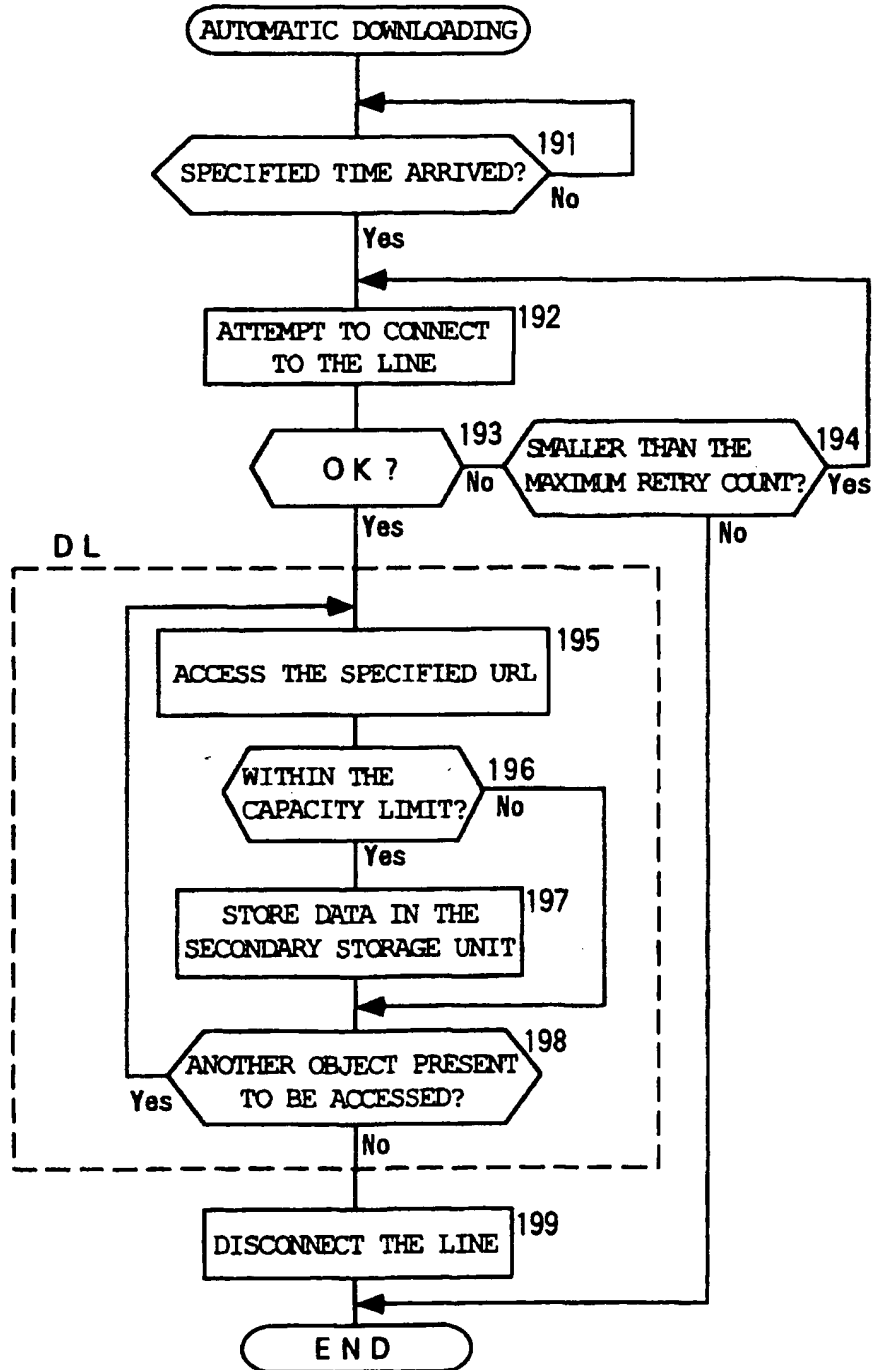 AUTOMATIC DOWNLOADING
191
SPECIFIED TIME ARRIVED?
No
Yes
192
ATTEMPT TO CONNECT
TO THE LINE
193
OK?
No
Yes
194
SMALLER THAN THE
MAXIMUM RETRY COUNT?
Yes
No
DL
195
ACCESS THE SPECIFIED URL
196
WITHIN THE
CAPACITY LIMIT?
No
Yes
197
STORE DATA IN THE
SECONDARY STORAGE UNIT
198
ANOTHER OBJECT PRESENT
TO BE ACCESSED?
Yes
No
199
DISCONNECT THE LINE
END